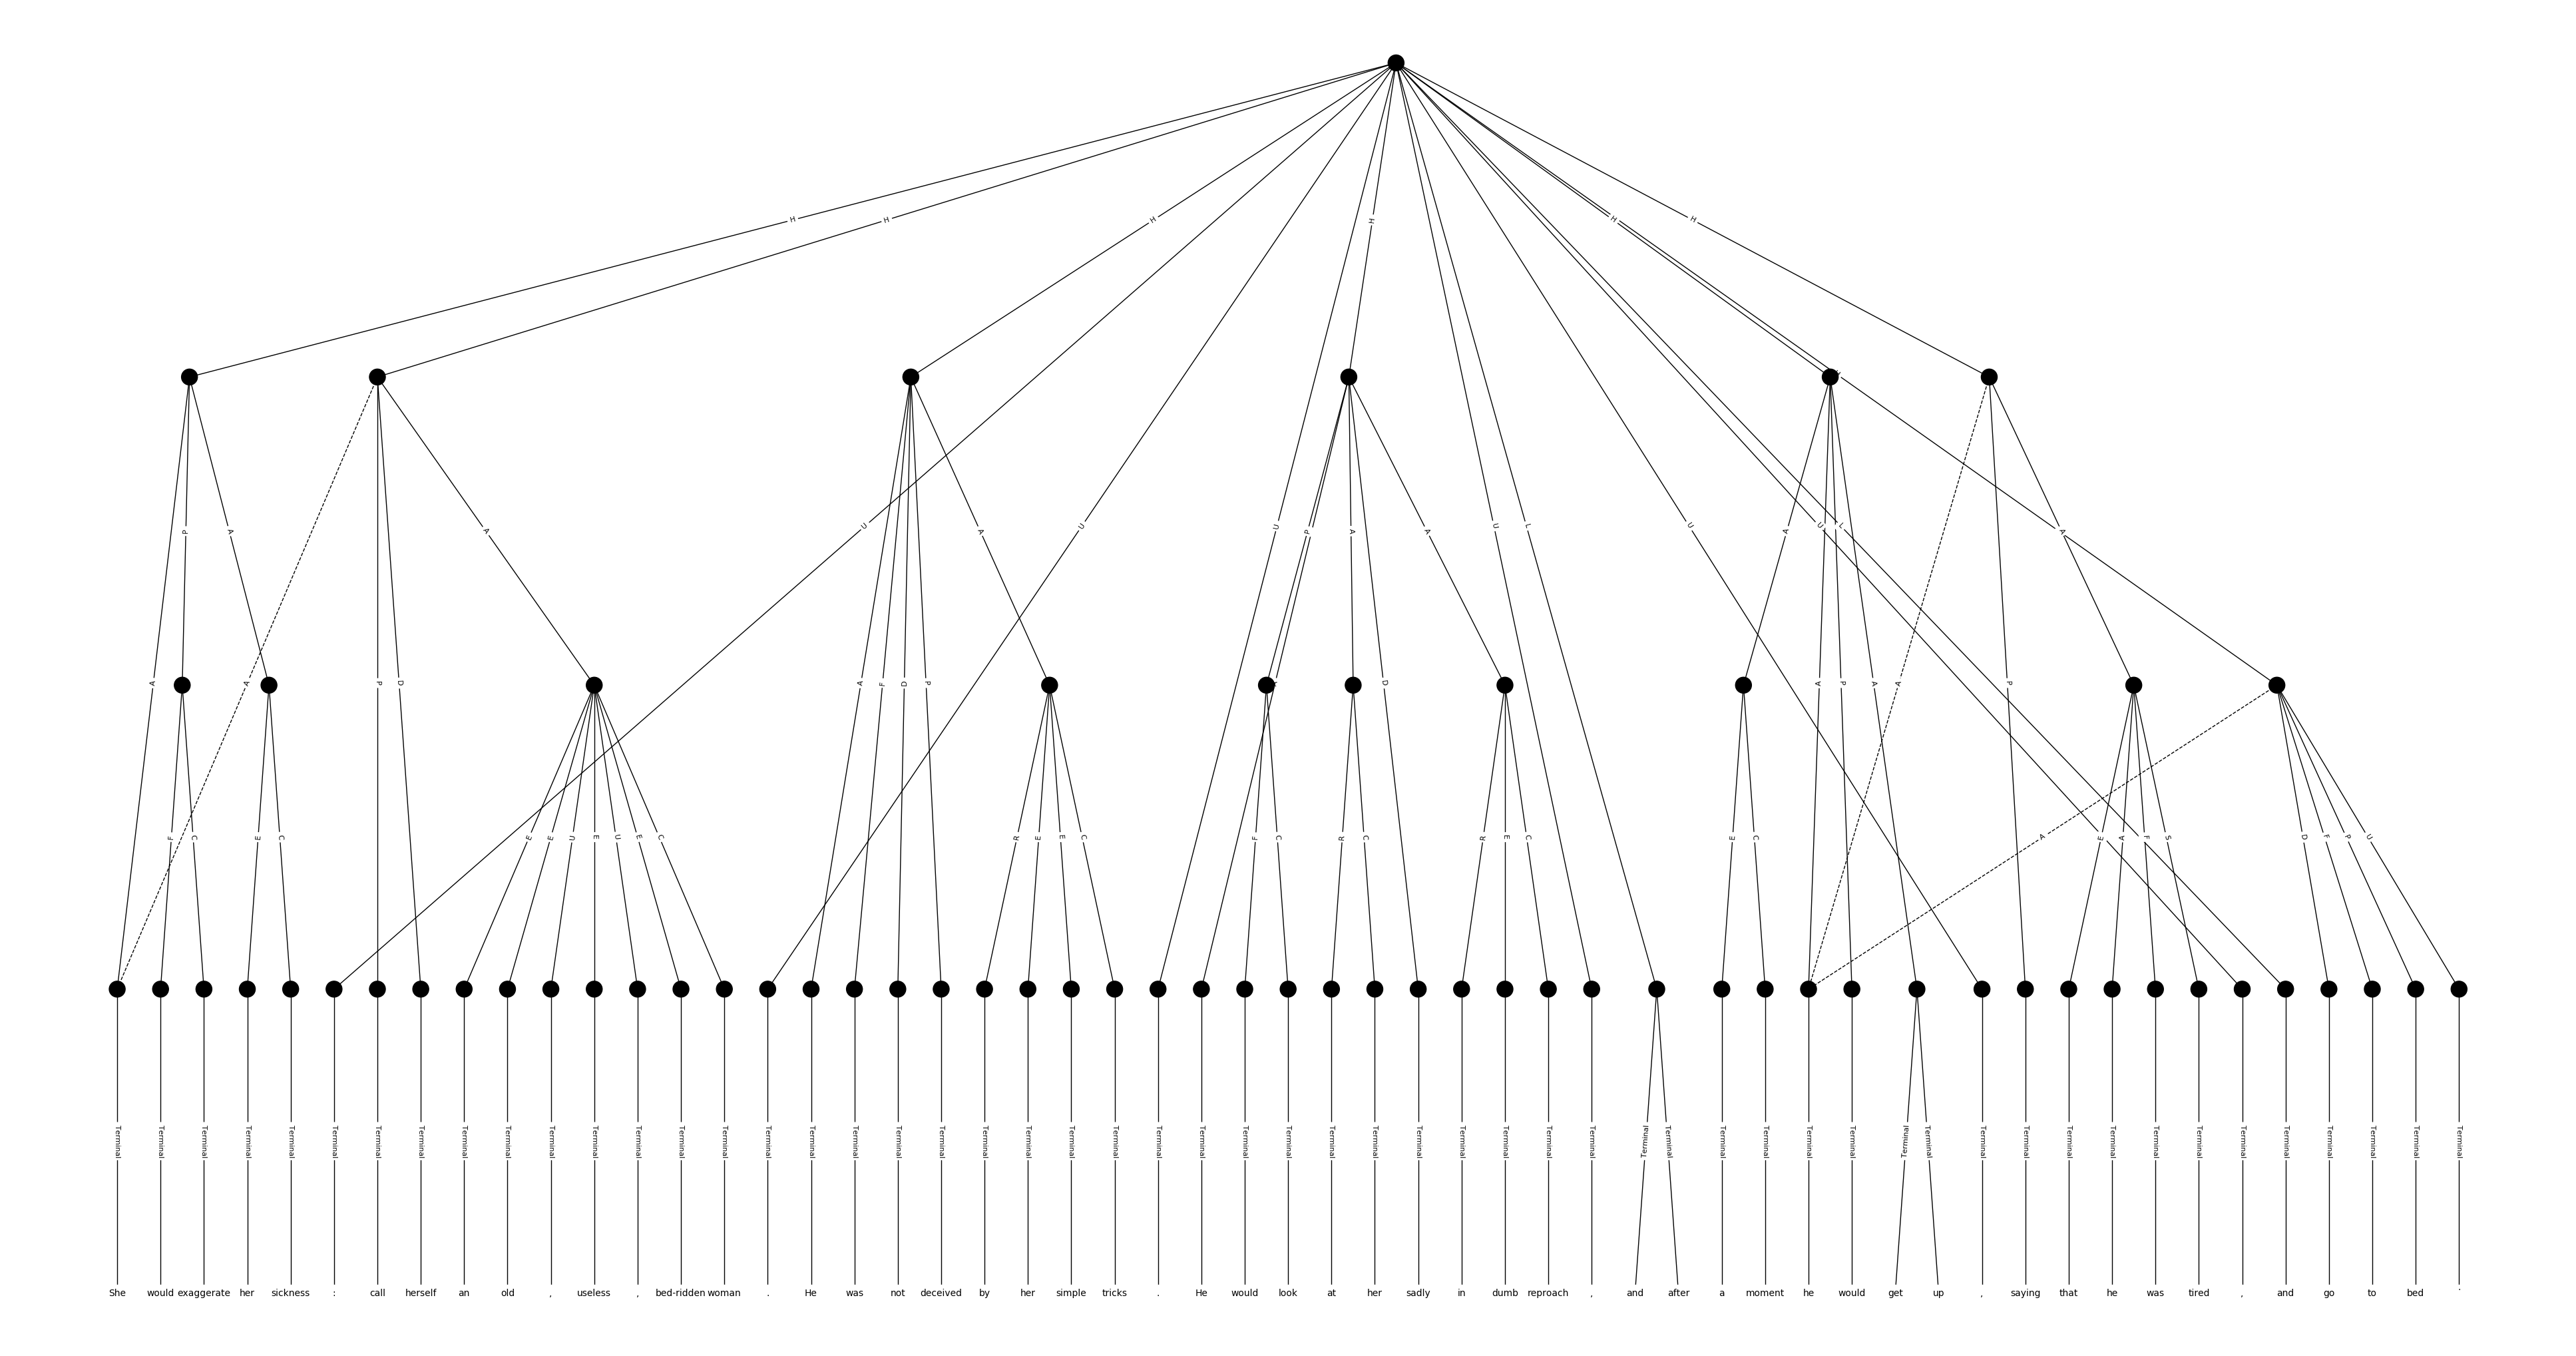 H H H H H H
U U U U L U U L
P A A A P A A A A
A A P D A F D P D A P A A P
F C E C E E U E U E C R E E C F C R C R E C E C A E A F S D F P U
Terminal Terminal Terminal Terminal Terminal Terminal Terminal Terminal Terminal Terminal Terminal Terminal Terminal Terminal Terminal Terminal Terminal Terminal Terminal Terminal Terminal Terminal Terminal Terminal Terminal Terminal Terminal Terminal Terminal Terminal Terminal Terminal Terminal Terminal Terminal Terminal Terminal Terminal Terminal Terminal Terminal Terminal Terminal Terminal Terminal Terminal Terminal Terminal Terminal Terminal Terminal Terminal Terminal Terminal Terminal
She would exaggerate her sickness : call herself an old , useless , bed-ridden woman . He was not deceived by her simple tricks . He would look at her sadly in dumb reproach , and after a moment he would get up , saying that he was tired , and go to bed .